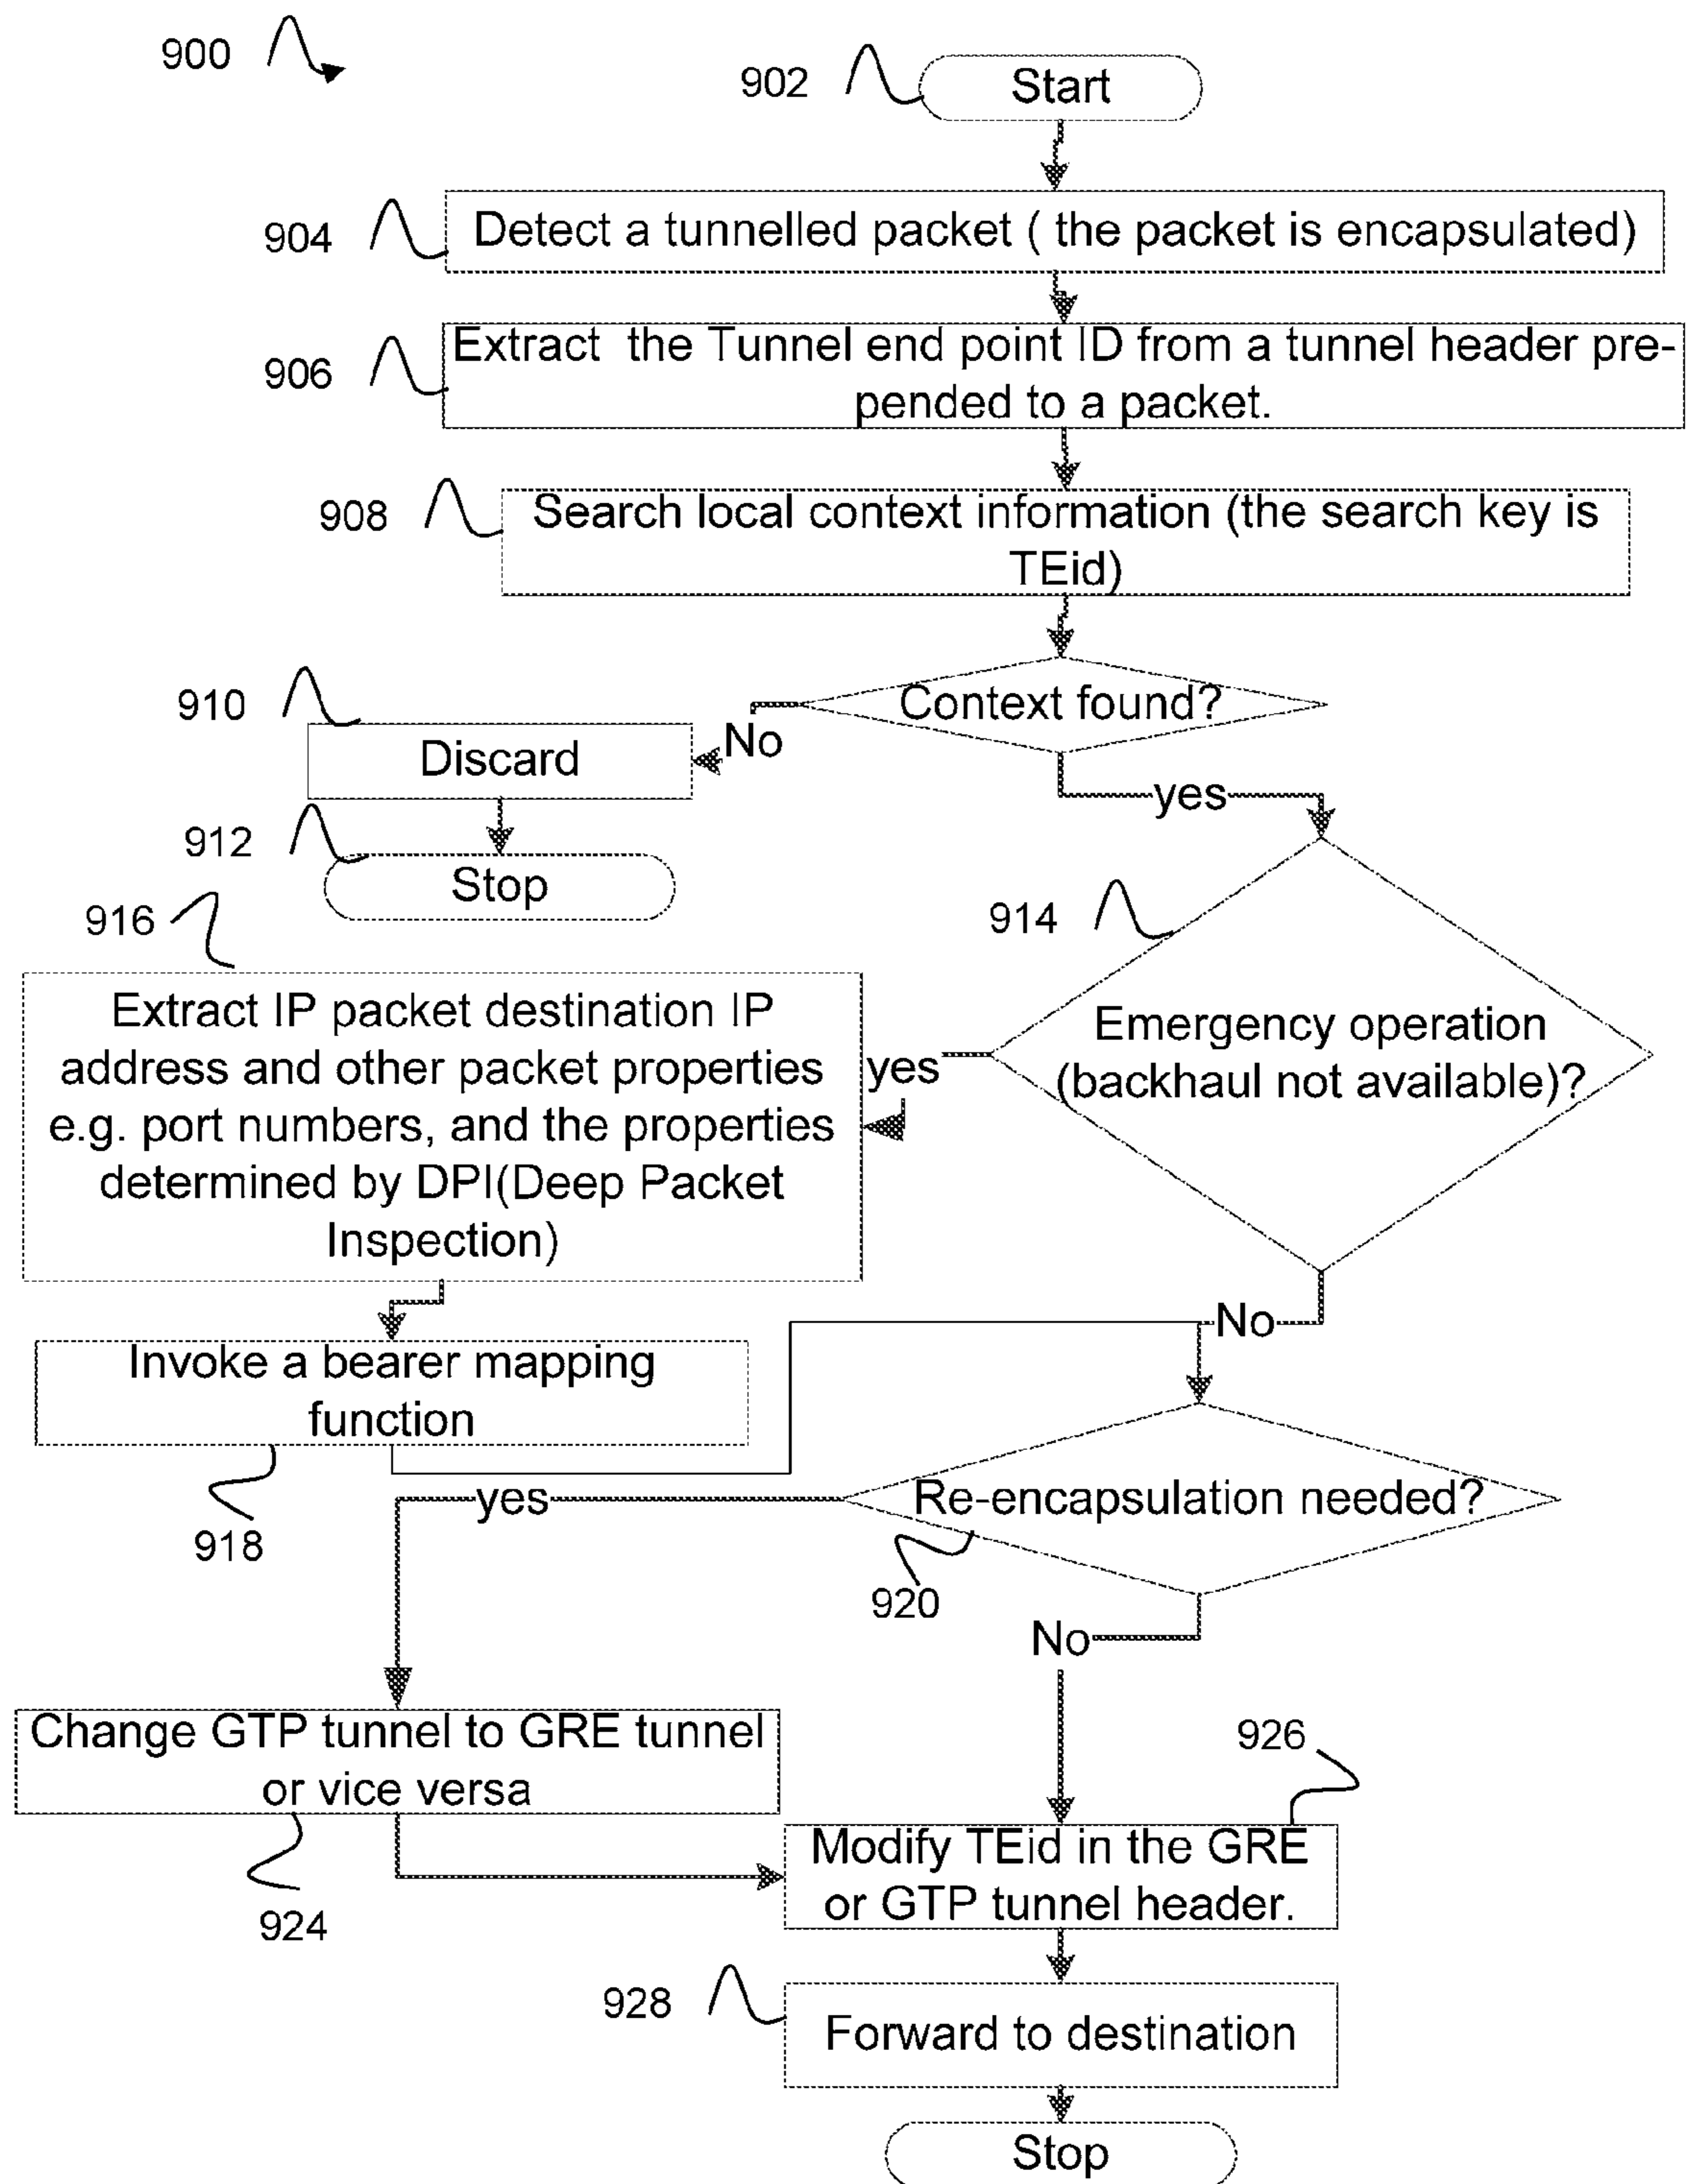 900
902
Start
904
Detect a tunnelled packet ( the packet is encapsulated)
906
Extract the Tunnel end point ID from a tunnel header pre-
pended to a packet.
908
Search local context information (the search key is
TEid)
Context found?
No
yes
910
Discard
912
Stop
914
Emergency operation
(backhaul not available)?
yes
No
916
Extract IP packet destination IP
address and other packet properties
e.g. port numbers, and the properties
determined by DPI(Deep Packet
Inspection)
Invoke a bearer mapping
function
918
Re-encapsulation needed?
920
yes
No
Change GTP tunnel to GRE tunnel
or vice versa
924
926
Modify TEid in the GRE
or GTP tunnel header.
928
Forward to destination
Stop